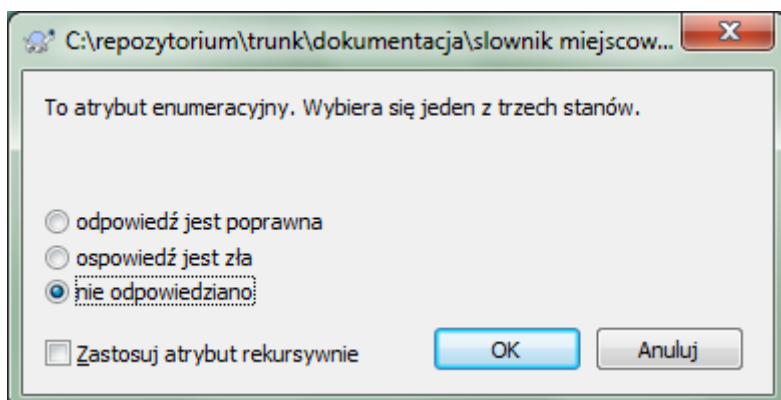 C:\repozytorium\trunk\dokumentacja\slownik miejscow...
To atrybut enumeracyjny. Wybiera się jeden z trzech stanów.
odpowiedź jest poprawna
ospowiedź jest zła
nie odpowiedziano
Zastosuj atrybut rekursywnie OK Anuluj